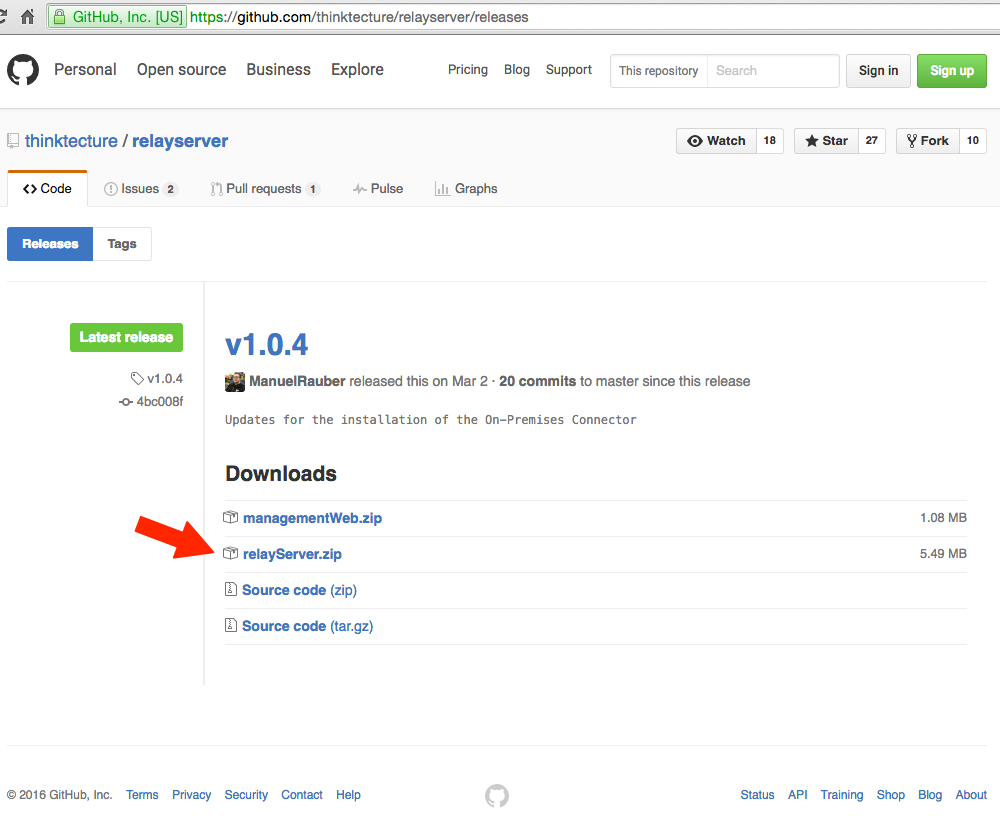 GitHub, Inc. [US] https://github.com/thinktecture/relayserver/releases
Personal Open source Business Explore Pricing Blog Support This repository Search Sign in Sign up
thinktecture / relayserver Watch 18 Star 27 Fork 10
Code Issues 2 Pull requests 1 Pulse Graphs
Releases Tags
Latest release
v1.0.4
4bc008f
v1.0.4
ManuelRauber released this on Mar 2 · 20 commits to master since this release
Updates for the installation of the On-Premises Connector
Downloads
managementWeb.zip 1.08 MB
relayServer.zip 5.49 MB
Source code (zip)
Source code (tar.gz)
© 2016 GitHub, Inc. Terms Privacy Security Contact Help Status API Training Shop Blog About